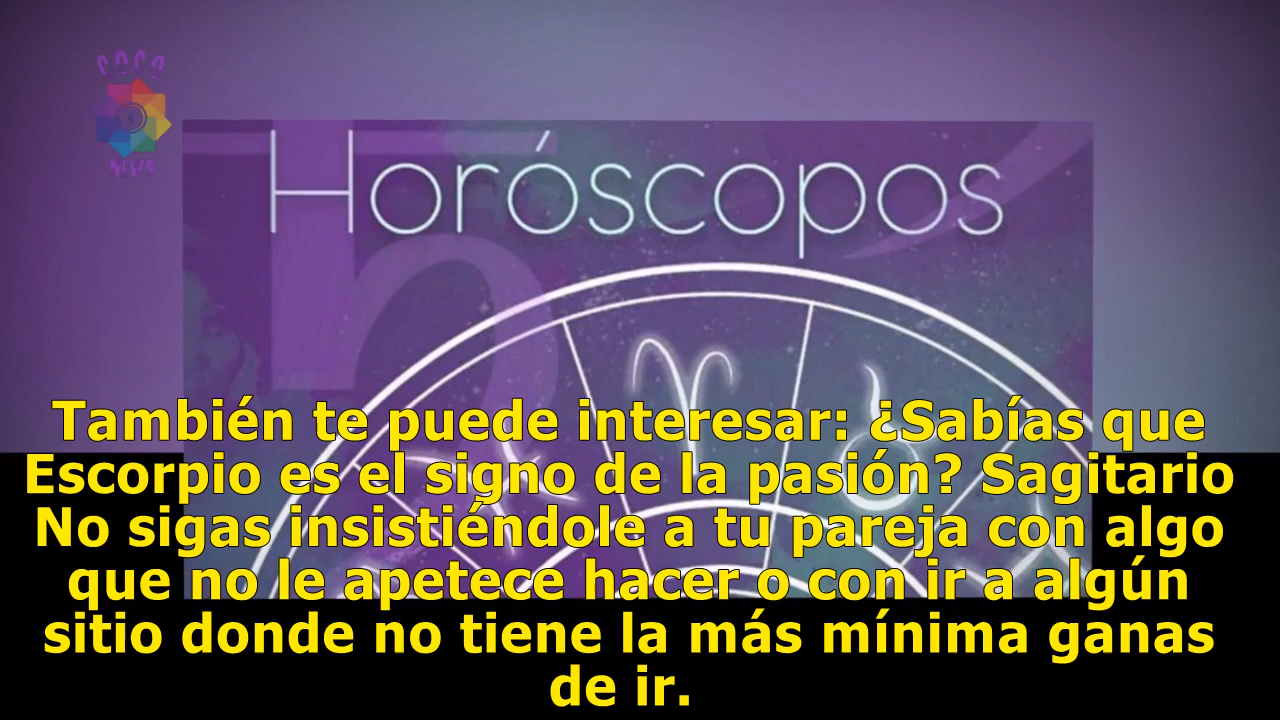 COCO
NEWS
Horóscopos
También te puede interesar: ¿Sabías que
Escorpio es el signo de la pasión? Sagitario
No sigas insistiéndole a tu pareja con algo
que no le apetece hacer o con ir a algún
sitio donde no tiene la más mínima ganas
de ir.